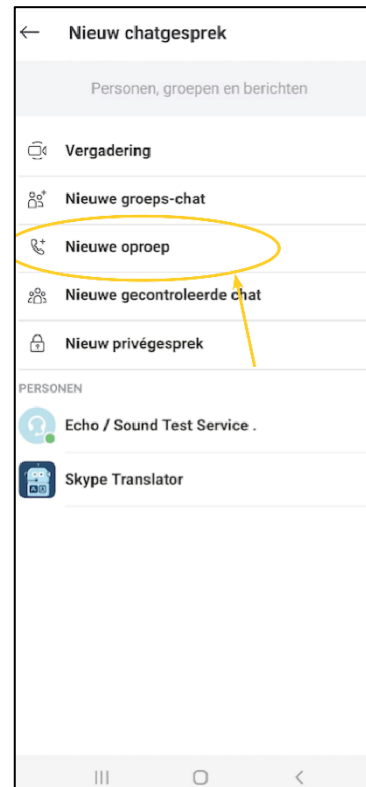 Nieuw chatgesprek
Personen, groepen en berichten
Vergadering
Nieuwe groeps-chat
Nieuwe oproep
Nieuwe gecontroleerde chat
Nieuw privégesprek
PERSONEN
Echo / Sound Test Service .
Skype Translator